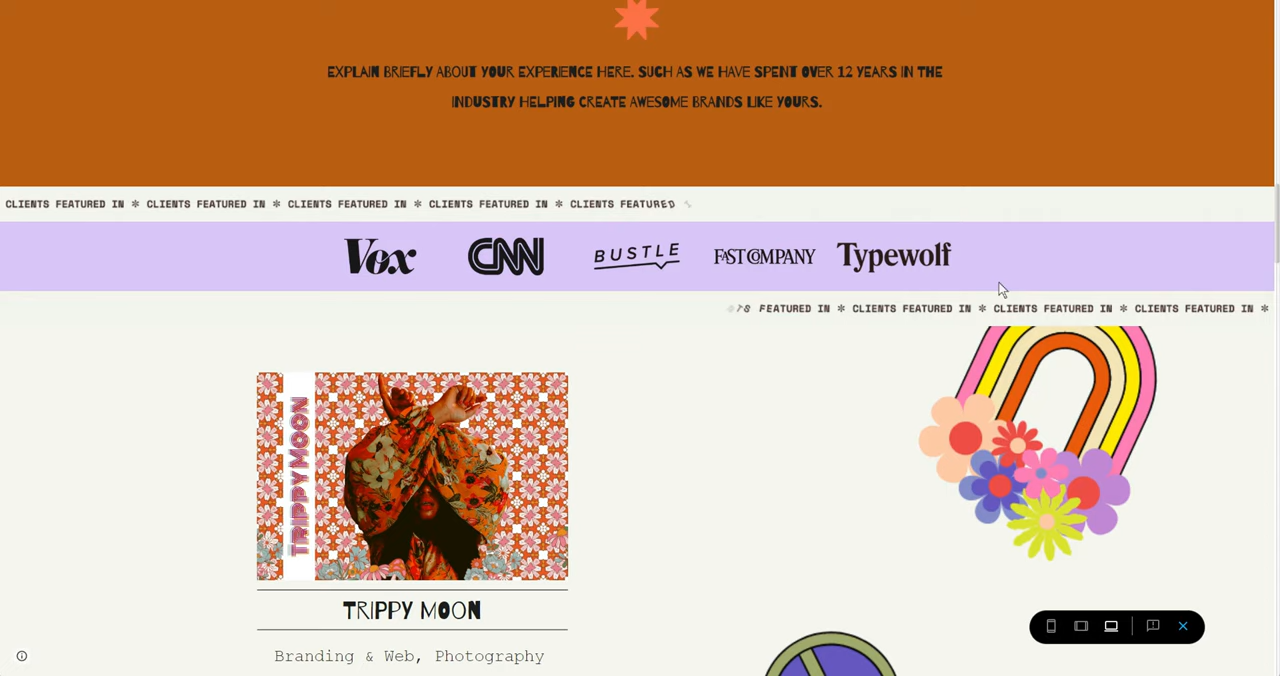 EXPLAIN BRIEFLY ABOUT YOUR EXPERIENCE HERE. SUCH AS WE HAVE SPENT OVER 12 YEARS IN THE
INDUSTRY HELPING CREATE AWESOME BRANDS LIKE YOURS.
CLIENTS FEATURED IN ✻ CLIENTS FEATURED IN ✻ CLIENTS FEATURED IN ✻ CLIENTS FEATURED IN ✻ CLIENTS FEATURED
Vox CNN BUSTLE FAST COMPANY Typewolf
FEATURED IN ✻ CLIENTS FEATURED IN ✻ CLIENTS FEATURED IN ✻ CLIENTS FEATURED IN ✻
TRIPPY MOON
TRIPPY MOON
Branding & Web, Photography